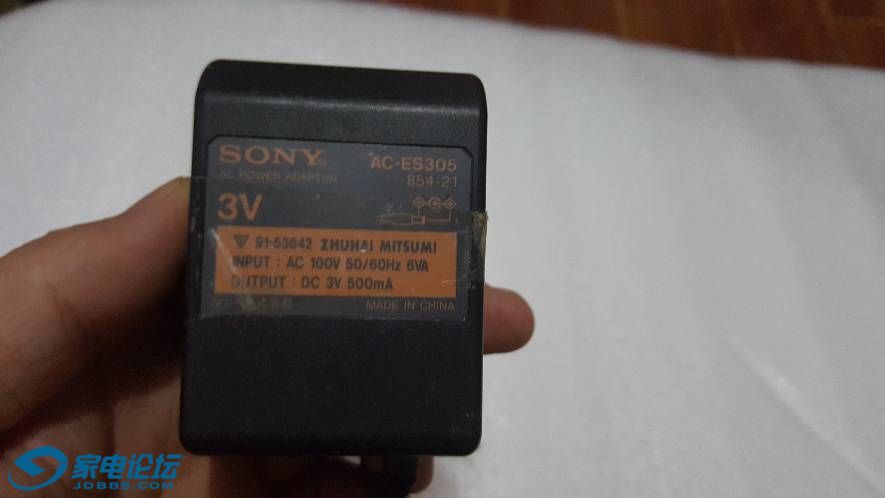 SONY
AC-ES305
AC POWER ADAPTOR
854-21
3V
91-53642 ZHUHAI MITSUMI
INPUT : AC 100V 50/60Hz 6VA
OUTPUT : DC 3V 500mA
MADE IN CHINA
家电论坛
JDBBS.COM